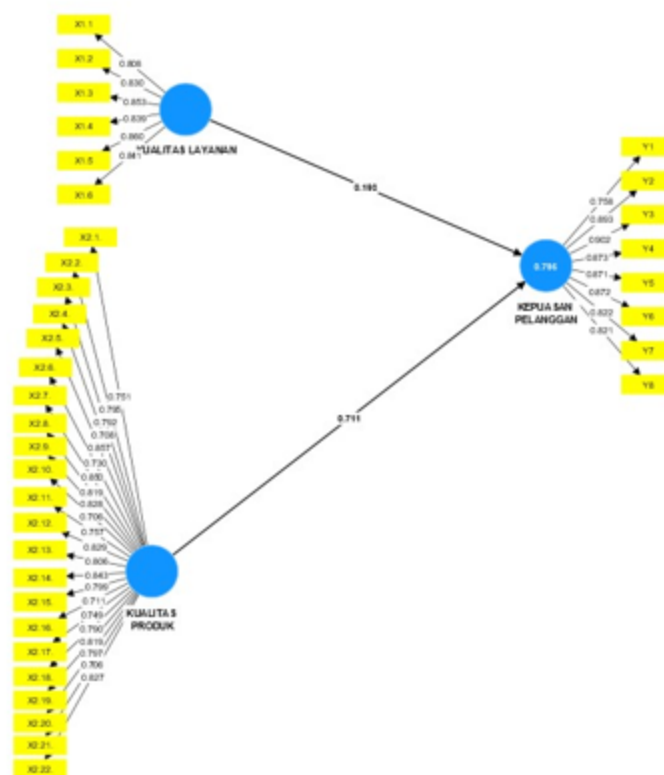 X1.1
X1.2
X1.3
X1.4
X1.5
X1.6
0.808
0.830
0.853
0.839
0.860
0.841
KUALITAS LAYANAN
0.190
X2.1.
X2.2.
X2.3.
X2.4.
X2.5.
X2.6.
X2.7.
X2.8.
X2.9.
X2.10.
X2.11.
X2.12.
X2.13.
X2.14.
X2.15.
X2.16.
X2.17.
X2.18.
X2.19.
X2.20.
X2.21.
X2.22.
0.751
0.795
0.792
0.708
0.857
0.730
0.850
0.819
0.828
0.706
0.757
0.829
0.806
0.843
0.799
0.711
0.749
0.790
0.819
0.797
0.706
0.827
KUALITAS
PRODUK
0.711
0.796
KEPUASAN
PELANGGAN
0.758
0.893
0.902
0.873
0.871
0.872
0.822
0.821
Y1
Y2
Y3
Y4
Y5
Y6
Y7
Y8